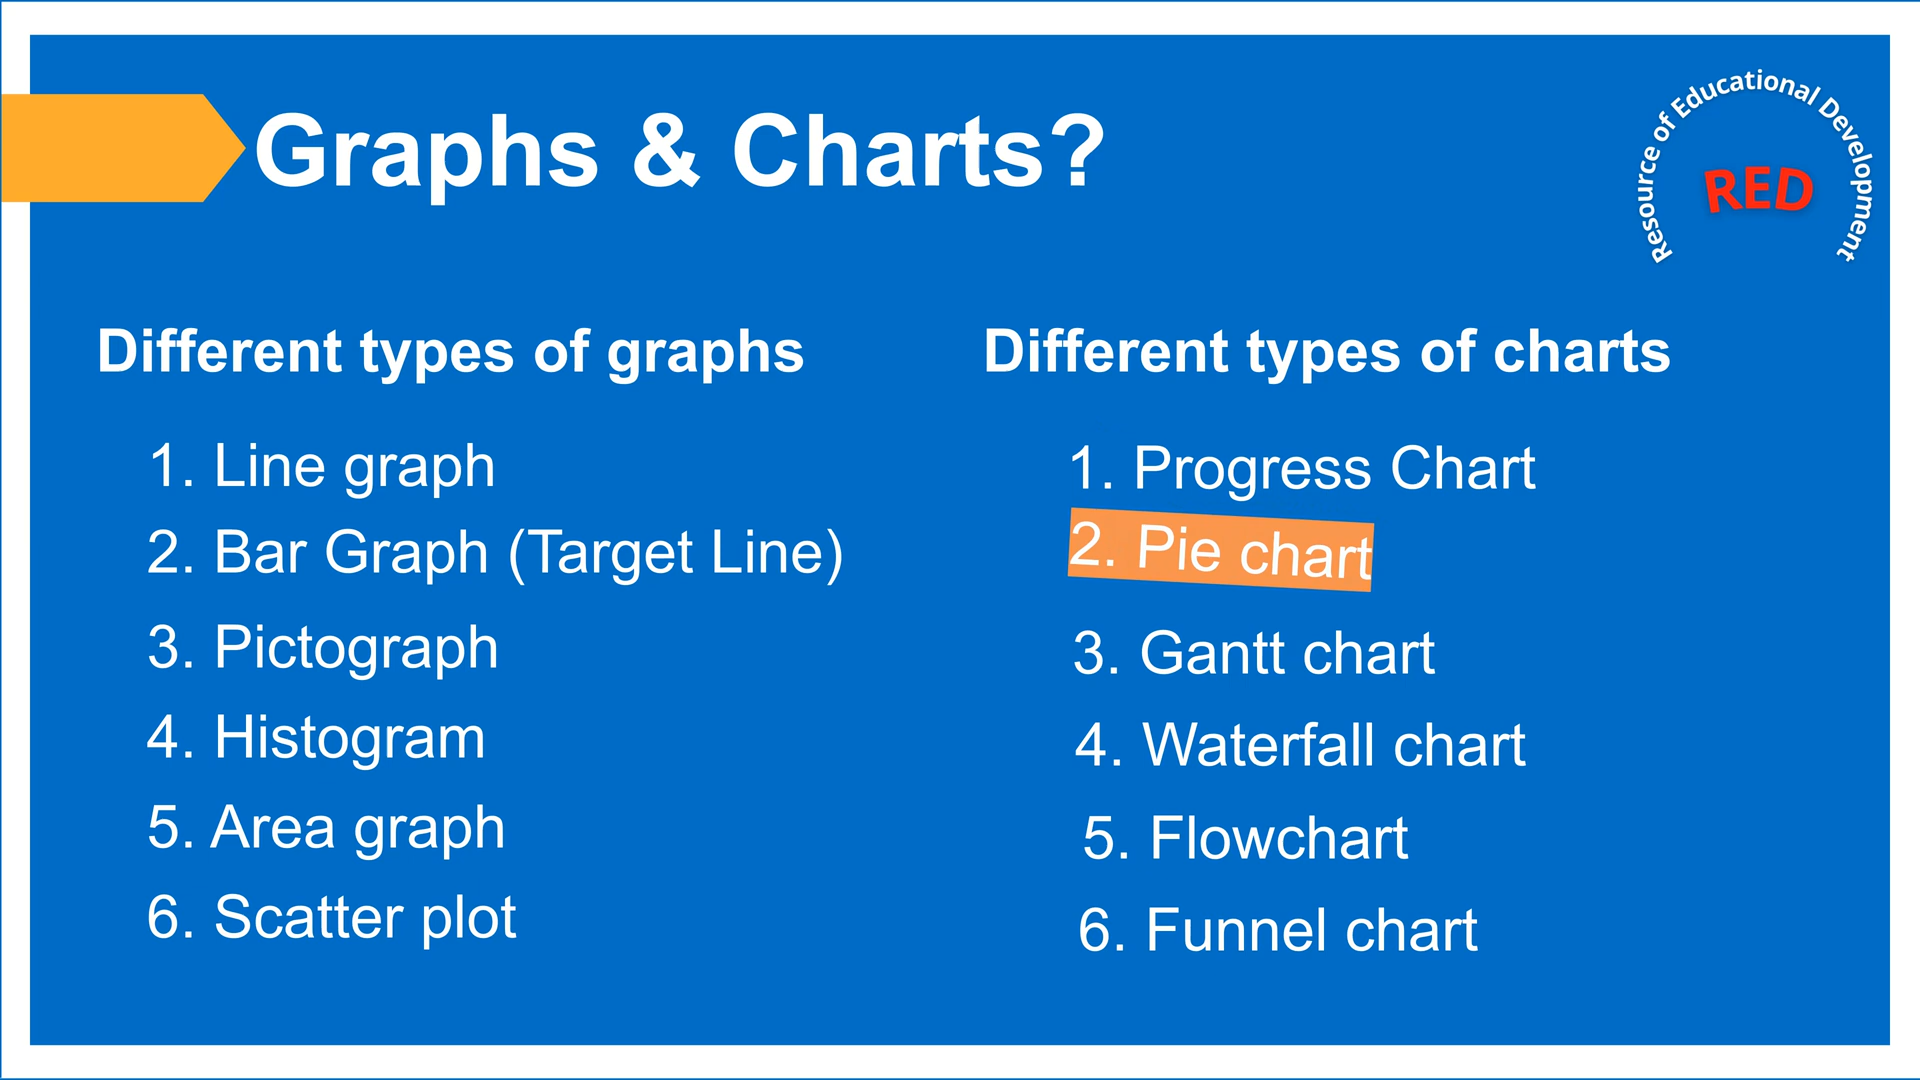 Graphs & Charts?
Resource of Educational Development
RED
Different types of graphs
1. Line graph
2. Bar Graph (Target Line)
3. Pictograph
4. Histogram
5. Area graph
6. Scatter plot
Different types of charts
1. Progress Chart
2. Pie chart
3. Gantt chart
4. Waterfall chart
5. Flowchart
6. Funnel chart